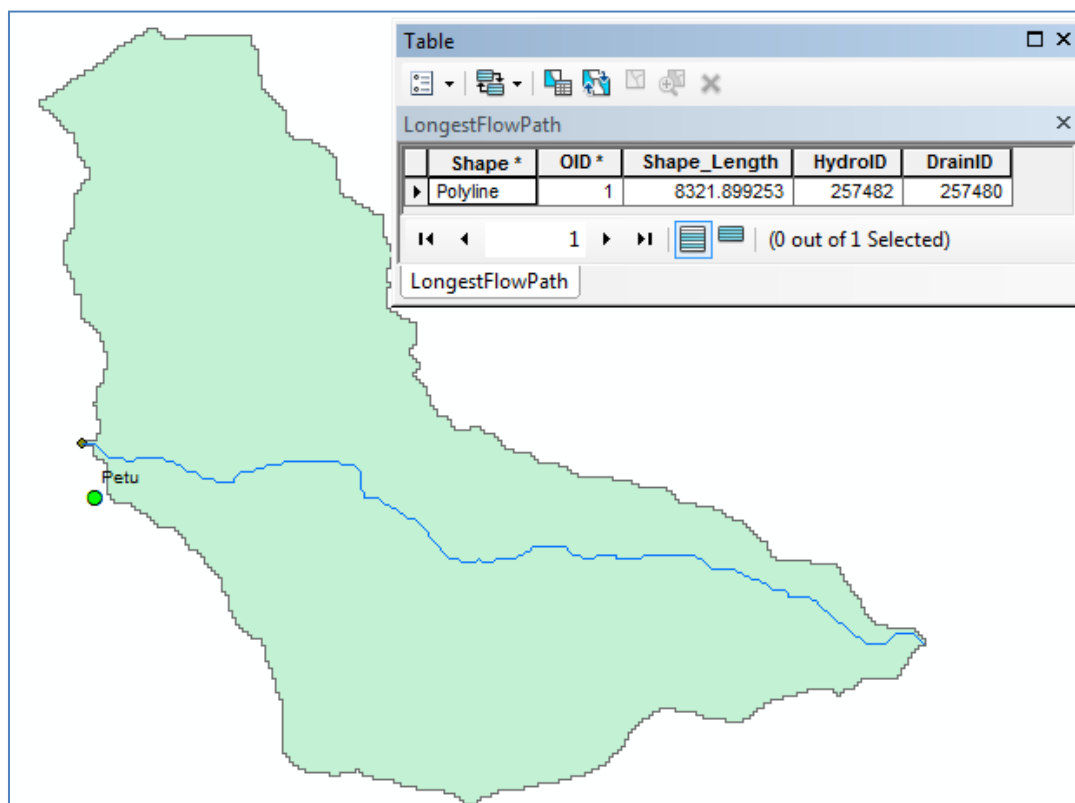 Table
LongestFlowPath
Shape * OID * Shape_Length HydroID DrainID
Polyline 1 8321.899253 257482 257480
1 (0 out of 1 Selected)
LongestFlowPath
Petu